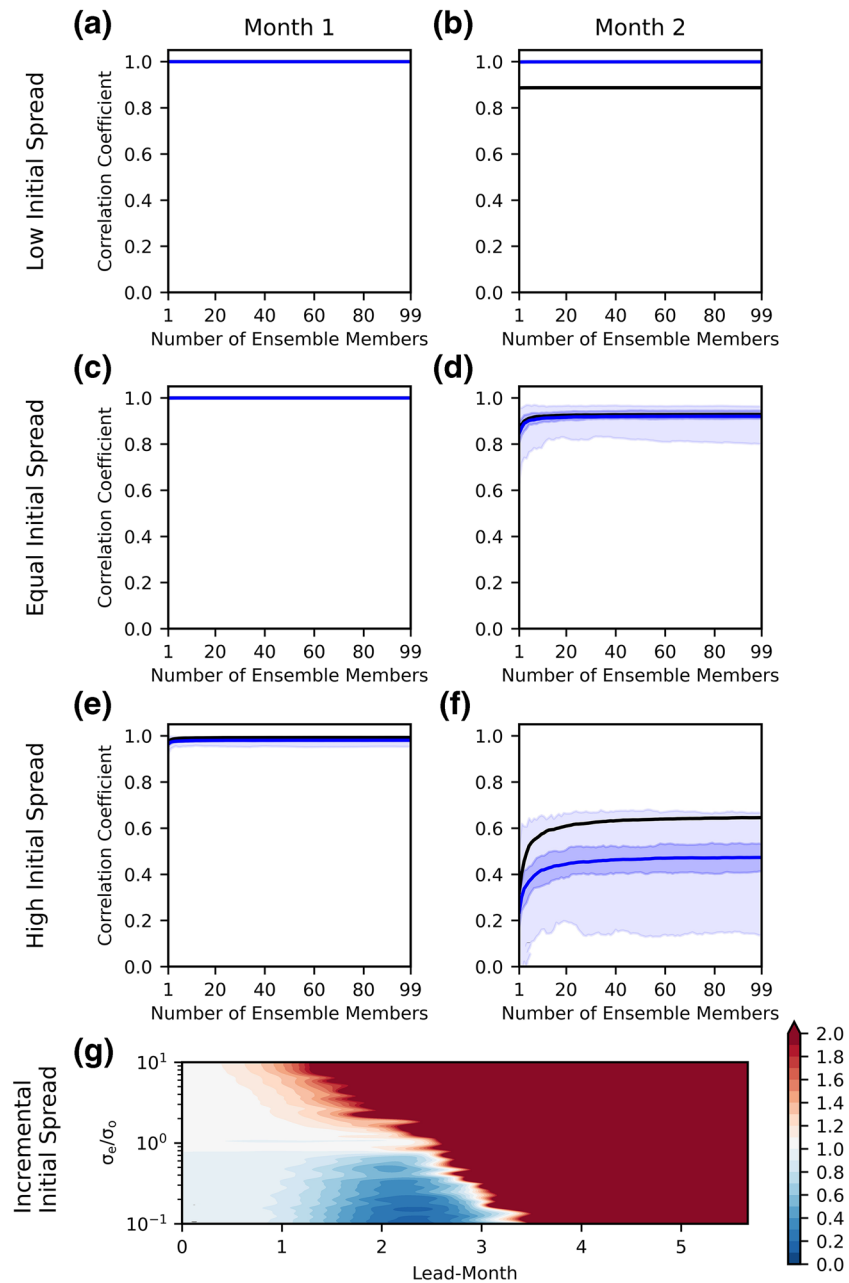 (a) Month 1
(b) Month 2
Low Initial Spread
Correlation Coefficient
1.0
0.8
0.6
0.4
0.2
0.0
1 20 40 60 80 99
Number of Ensemble Members
Correlation Coefficient
1.0
0.8
0.6
0.4
0.2
0.0
1 20 40 60 80 99
Number of Ensemble Members
(c)
(d)
Equal Initial Spread
Correlation Coefficient
1.0
0.8
0.6
0.4
0.2
0.0
1 20 40 60 80 99
Number of Ensemble Members
1.0
0.8
0.6
0.4
0.2
0.0
1 20 40 60 80 99
Number of Ensemble Members
(e)
(f)
High Initial Spread
Correlation Coefficient
1.0
0.8
0.6
0.4
0.2
0.0
1 20 40 60 80 99
Number of Ensemble Members
Correlation Coefficient
1.0
0.8
0.6
0.4
0.2
0.0
1 20 40 60 80 99
Number of Ensemble Members
(g)
Incremental
Initial Spread
σe/σo
10¹
10⁰
10⁻¹
0 1 2 3 4 5
Lead-Month
2.0
1.8
1.6
1.4
1.2
1.0
0.8
0.6
0.4
0.2
0.0